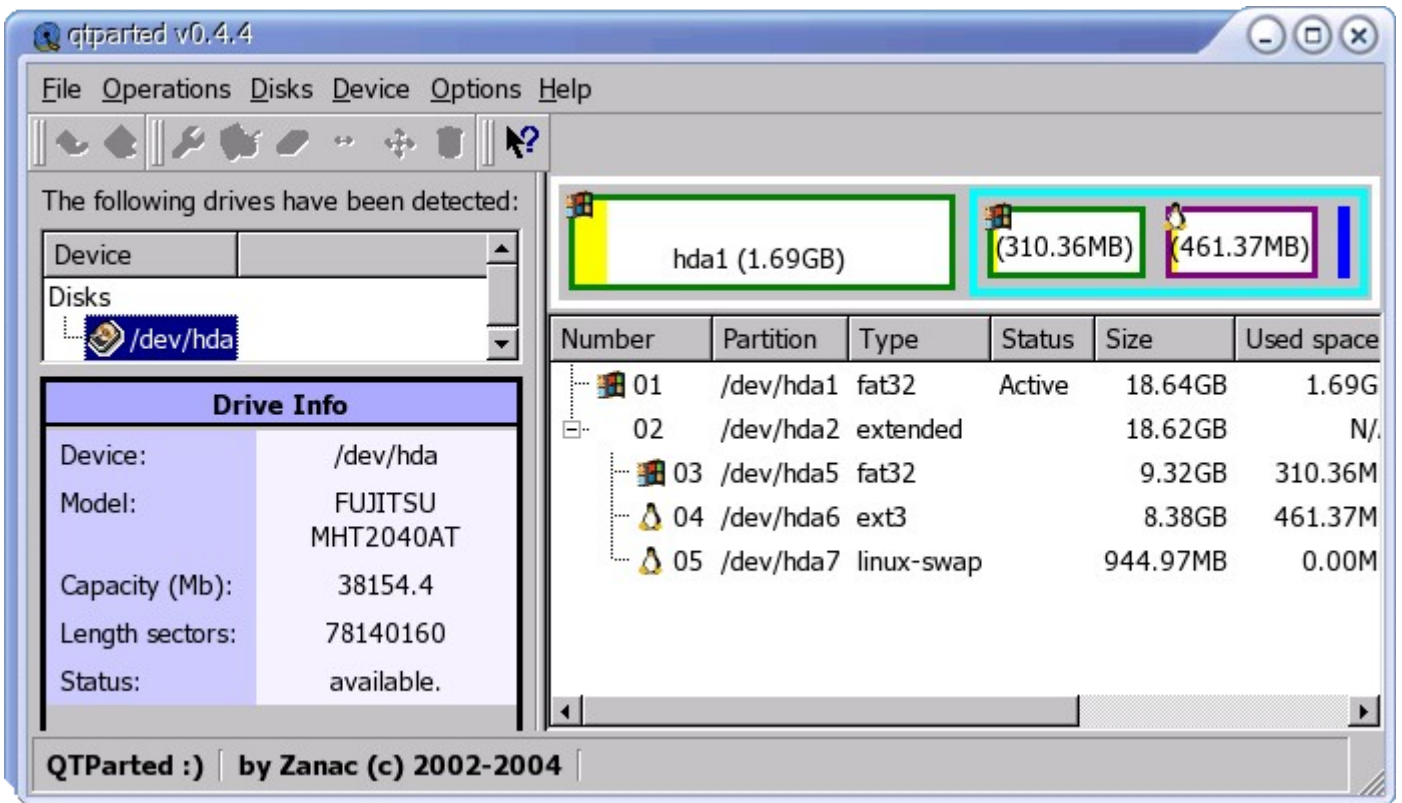 qtparted v0.4.4
File Operations Disks Device Options Help
The following drives have been detected:
Device
Disks
/dev/hda
Drive Info
Device: /dev/hda
Model: FUJITSU
MHT2040AT
Capacity (Mb): 38154.4
Length sectors: 78140160
Status: available.
hda1 (1.69GB)
(310.36MB)
(461.37MB)
Number Partition Type Status Size Used space
01 /dev/hda1 fat32 Active 18.64GB 1.69G
02 /dev/hda2 extended 18.62GB N/
03 /dev/hda5 fat32 9.32GB 310.36M
04 /dev/hda6 ext3 8.38GB 461.37M
05 /dev/hda7 linux-swap 944.97MB 0.00M
QTParted :) by Zanac (c) 2002-2004